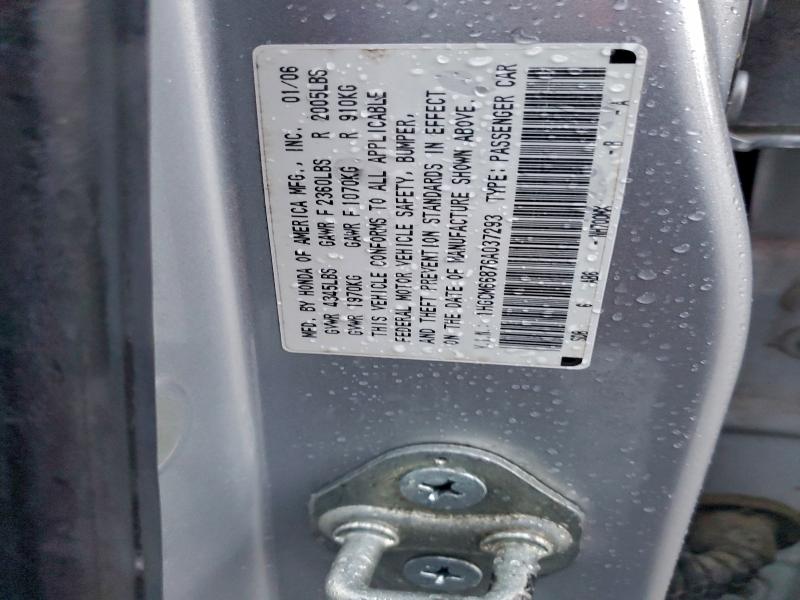 MFD. BY HONDA OF AMERICA MFG., INC. 01/06
GVWR 4345LBS GAWR F 2360LBS R 2005LBS
GVWR 1970KG GAWR F 1070KG R 910KG
THIS VEHICLE CONFORMS TO ALL APPLICABLE
FEDERAL MOTOR VEHICLE SAFETY, BUMPER,
AND THEFT PREVENTION STANDARDS IN EFFECT
ON THE DATE OF MANUFACTURE SHOWN ABOVE.
V.I.N.: 1HGCM66876A037293 TYPE: PASSENGER CAR
SDB 6 -B -A